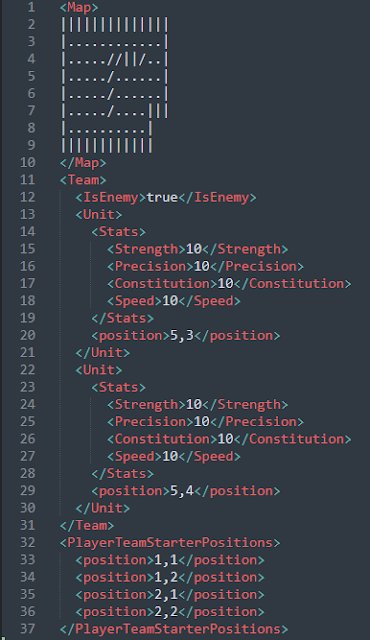 1 <Map>
2 ||||||||||||||
3 |............|
4 |.....//||/..|
5 |...../......|
6 |...../......|
7 |...../....|||
8 |..........|
9 ||||||||||||
10 </Map>
11 <Team>
12 <IsEnemy>true</IsEnemy>
13 <Unit>
14 <Stats>
15 <Strength>10</Strength>
16 <Precision>10</Precision>
17 <Constitution>10</Constitution>
18 <Speed>10</Speed>
19 </Stats>
20 <position>5,3</position>
21 </Unit>
22 <Unit>
23 <Stats>
24 <Strength>10</Strength>
25 <Precision>10</Precision>
26 <Constitution>10</Constitution>
27 <Speed>10</Speed>
28 </Stats>
29 <position>5,4</position>
30 </Unit>
31 </Team>
32 <PlayerTeamStarterPositions>
33 <position>1,1</position>
34 <position>1,2</position>
35 <position>2,1</position>
36 <position>2,2</position>
37 </PlayerTeamStarterPositions>